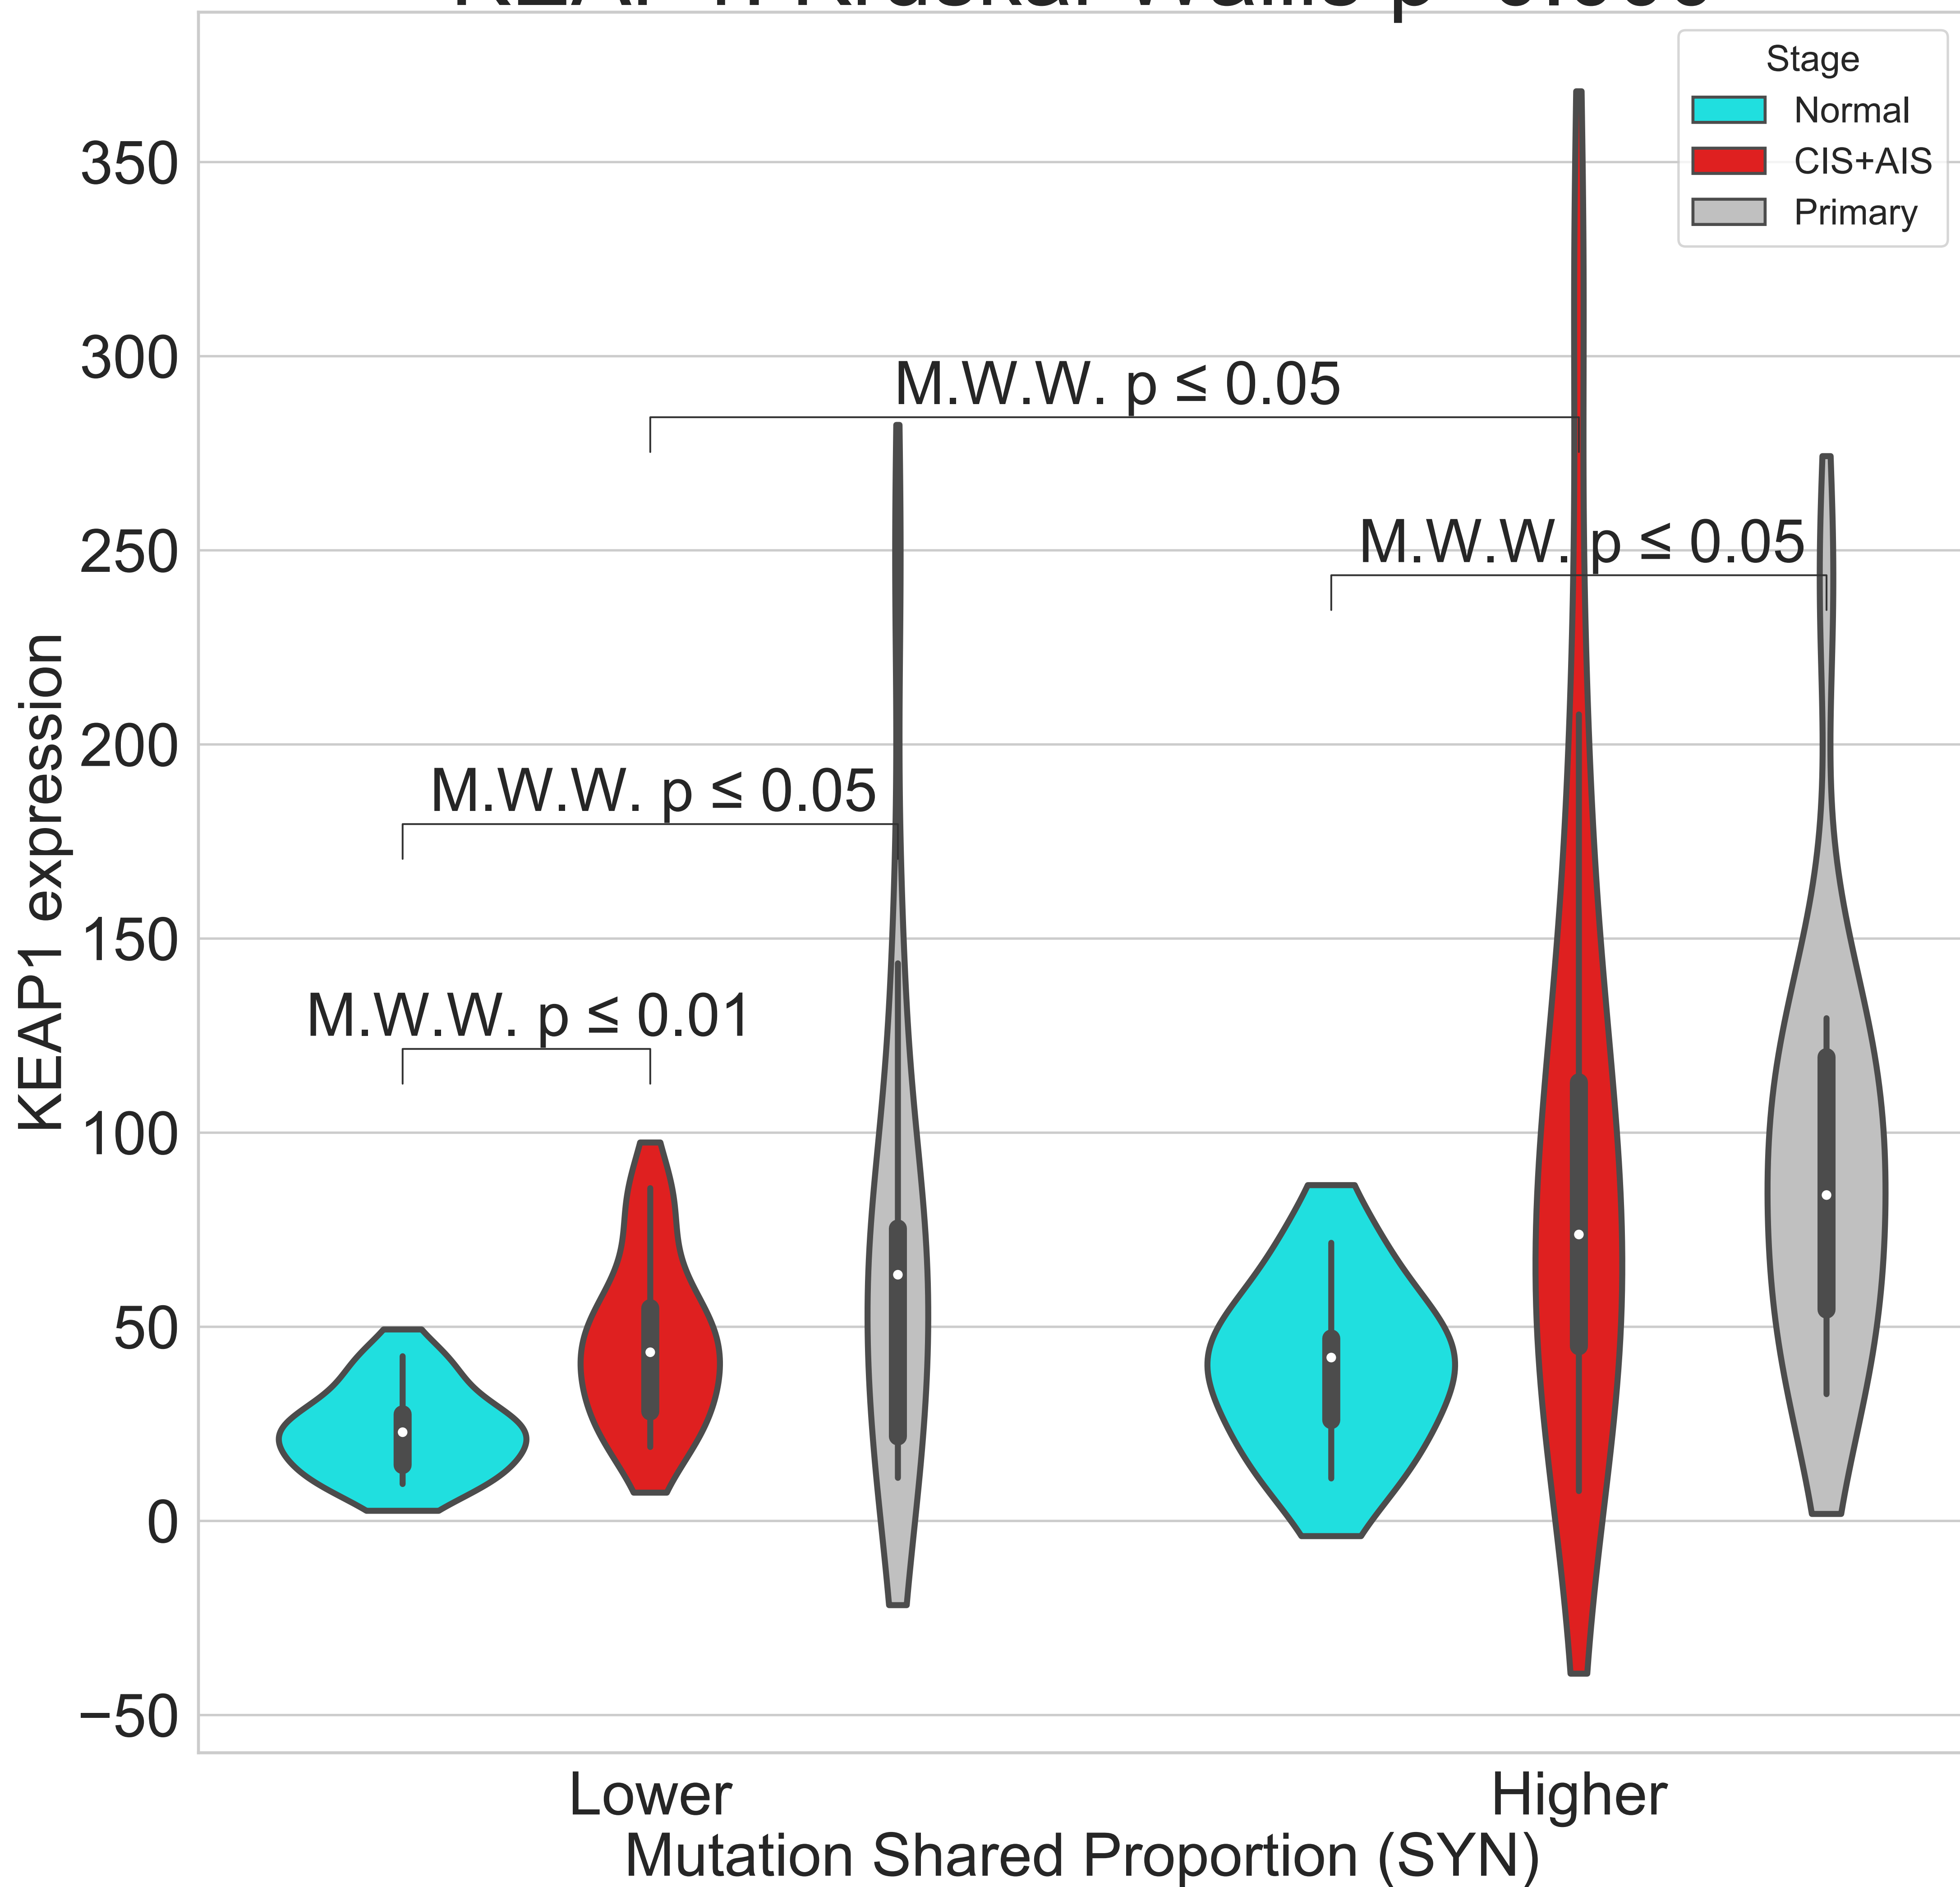 Stage
Normal
CIS+AIS
Primary
350
300
250
200
150
100
50
0
−50
KEAP1 expression
M.W.W. p ≤ 0.05
M.W.W. p ≤ 0.05
M.W.W. p ≤ 0.05
M.W.W. p ≤ 0.01
Lower
Higher
Mutation Shared Proportion (SYN)